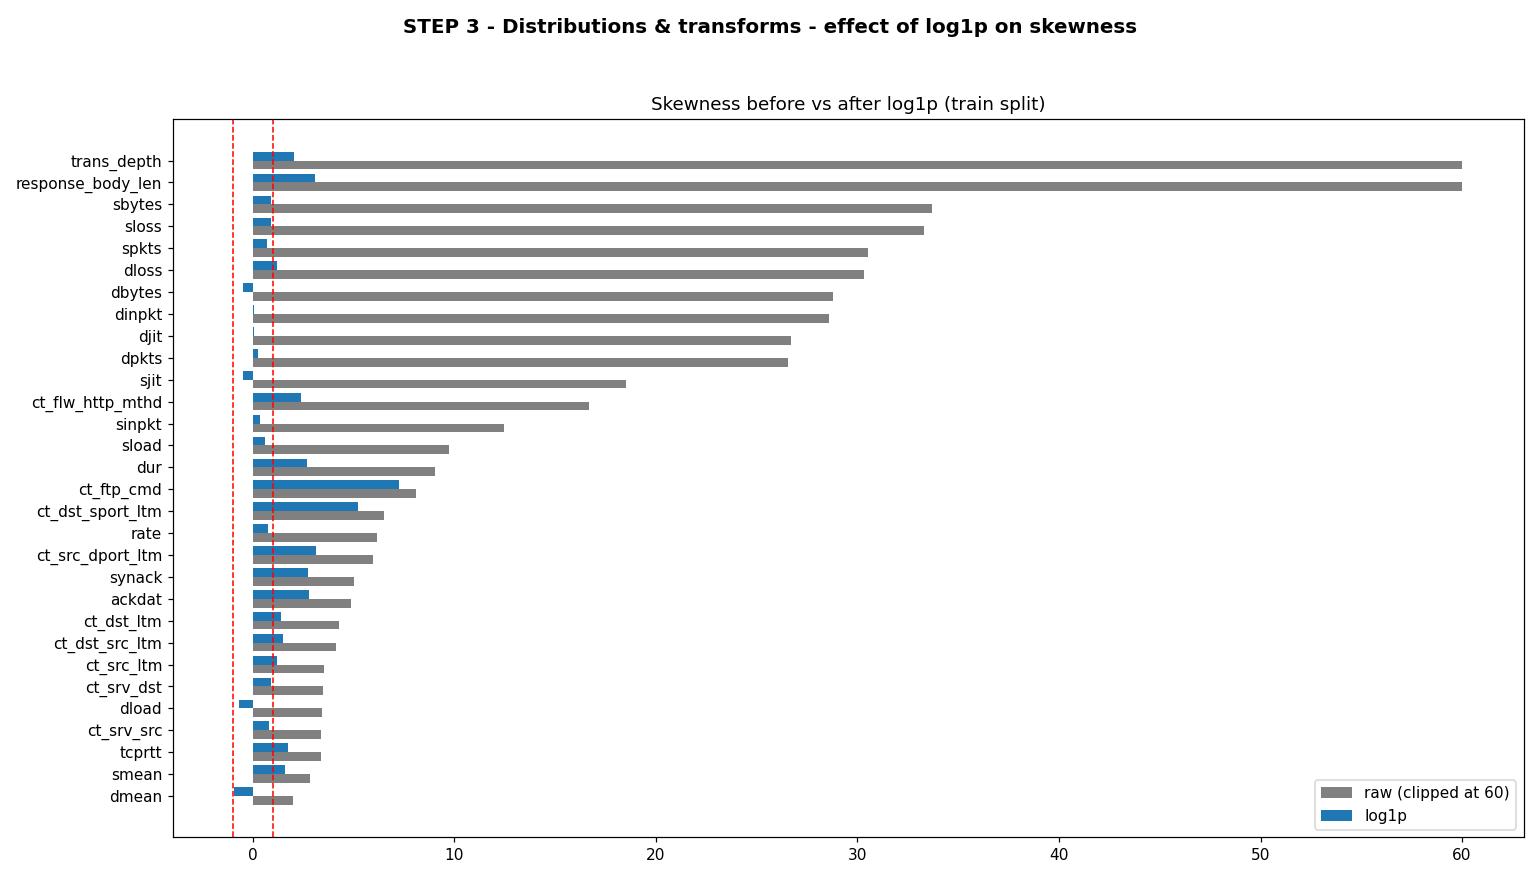 STEP 3 - Distributions & transforms - effect of log1p on skewness
Skewness before vs after log1p (train split)
trans_depth
response_body_len
sbytes
sloss
spkts
dloss
dbytes
dinpkt
djit
dpkts
sjit
ct_flw_http_mthd
sinpkt
sload
dur
ct_ftp_cmd
ct_dst_sport_ltm
rate
ct_src_dport_ltm
synack
ackdat
ct_dst_ltm
ct_dst_src_ltm
ct_src_ltm
ct_srv_dst
dload
ct_srv_src
tcprtt
smean
dmean
raw (clipped at 60)
log1p
0 10 20 30 40 50 60